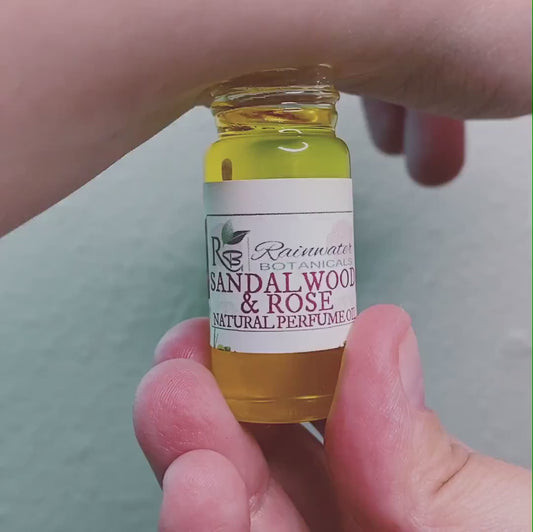 RB
Rainwater
BOTANICALS
SANDALWOOD
& ROSE
NATURAL PERFUME OIL